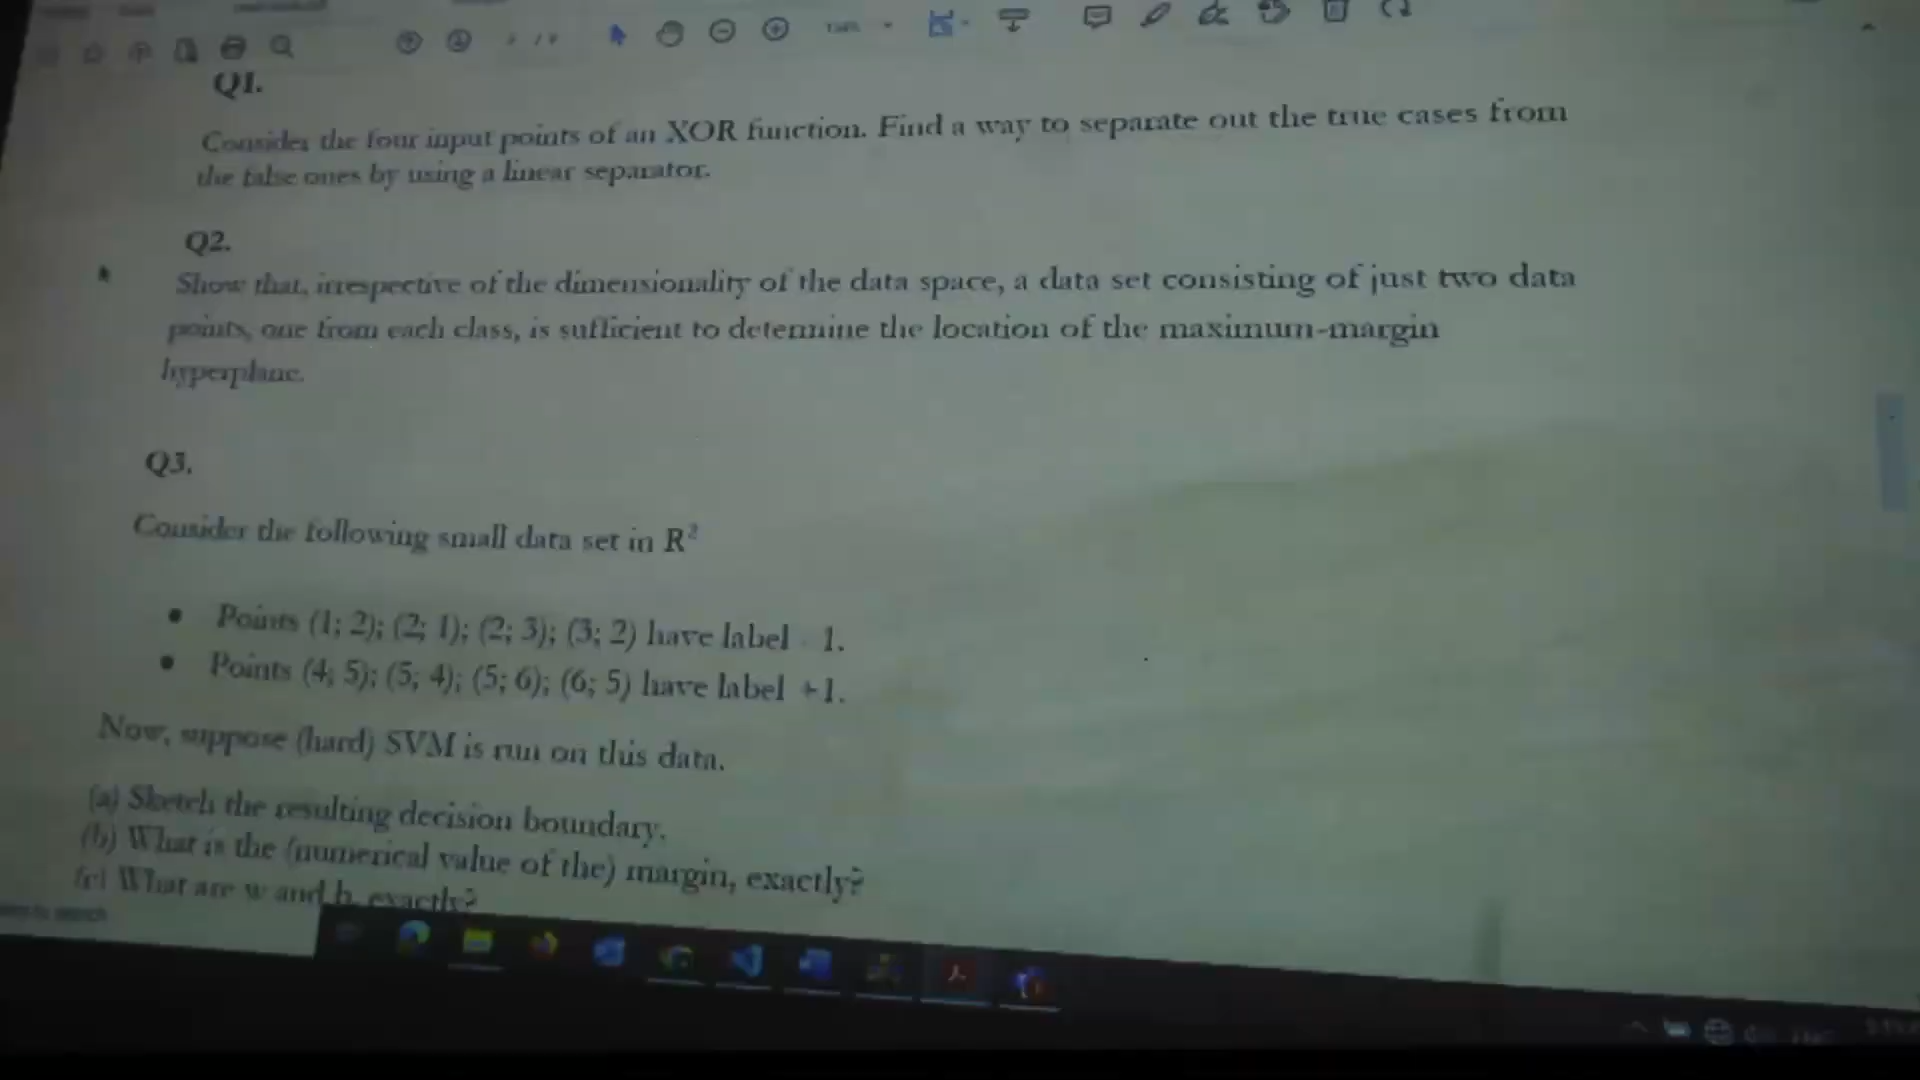 Q1.
Consider the four input points of an XOR function. Find a way to separate out the true cases from
the false ones by using a linear separator.
Q2.
Show that, irrespective of the dimensionality of the data space, a data set consisting of just two data
points, one from each class, is sufficient to determine the location of the maximum-margin
hyperplane.
Q3.
Consider the following small data set in R²
• Points (1; 2); (2; 1); (2; 3); (3; 2) have label - 1.
• Points (4; 5); (5; 4); (5; 6); (6; 5) have label +1.
Now, suppose (hard) SVM is run on this data.
(a) Sketch the resulting decision boundary.
(b) What is the (numerical value of the) margin, exactly?
(c) What are w and b, exactly?
to search